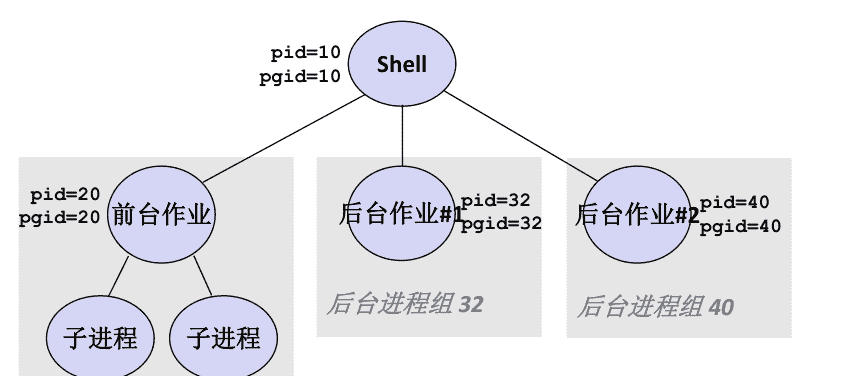 pid=10
pgid=10
Shell
pid=20
pgid=20
前台作业
后台作业#1
pid=32
pgid=32
后台作业#2
pid=40
pgid=40
子进程
子进程
后台进程组 32
后台进程组 40